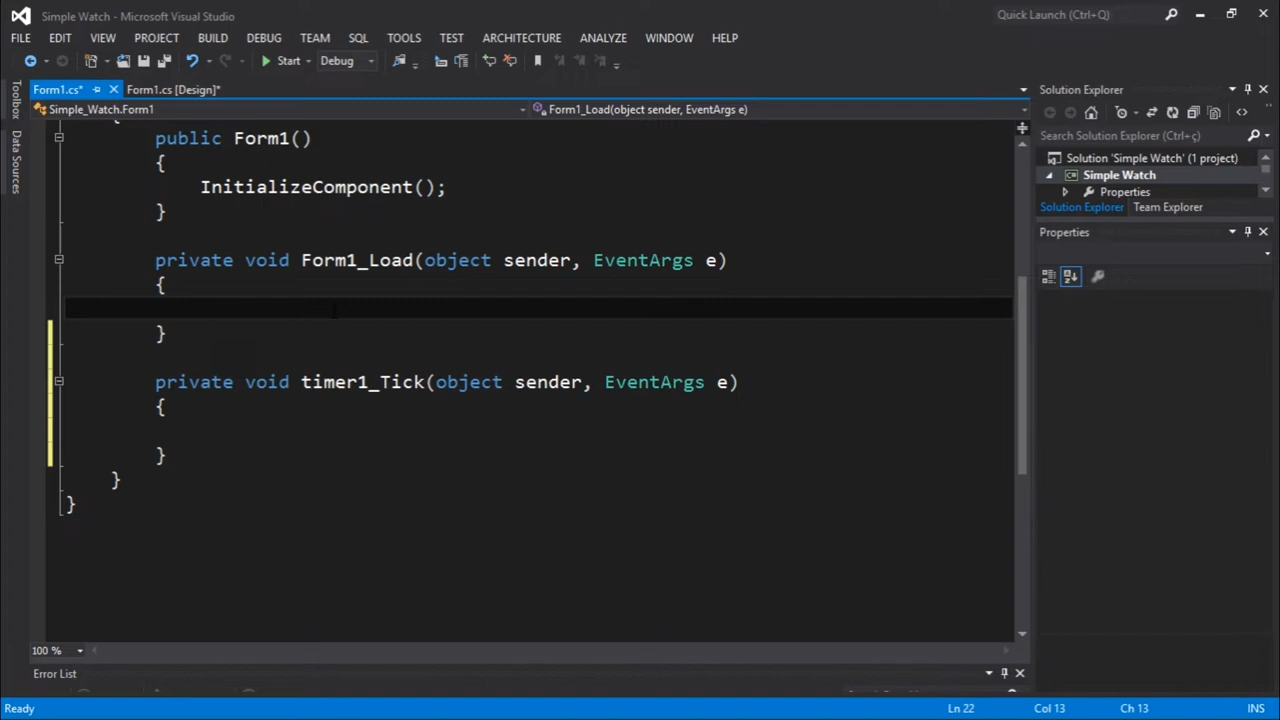 Simple Watch - Microsoft Visual Studio
Quick Launch (Ctrl+Q)
FILE EDIT VIEW PROJECT BUILD DEBUG TEAM SQL TOOLS TEST ARCHITECTURE ANALYZE WINDOW HELP
Start Debug
Form1.cs* Form1.cs [Design]*
Simple_Watch.Form1 Form1_Load(object sender, EventArgs e)
Toolbox
Data Sources
{
public Form1()
{
InitializeComponent();
}
private void Form1_Load(object sender, EventArgs e)
{
}
private void timer1_Tick(object sender, EventArgs e)
{
}
}
}
100 %
Error List
Solution Explorer
Search Solution Explorer (Ctrl+ç)
Solution 'Simple Watch' (1 project)
Simple Watch
Properties
Solution Explorer Team Explorer
Properties
Ready Ln 22 Col 13 Ch 13 INS